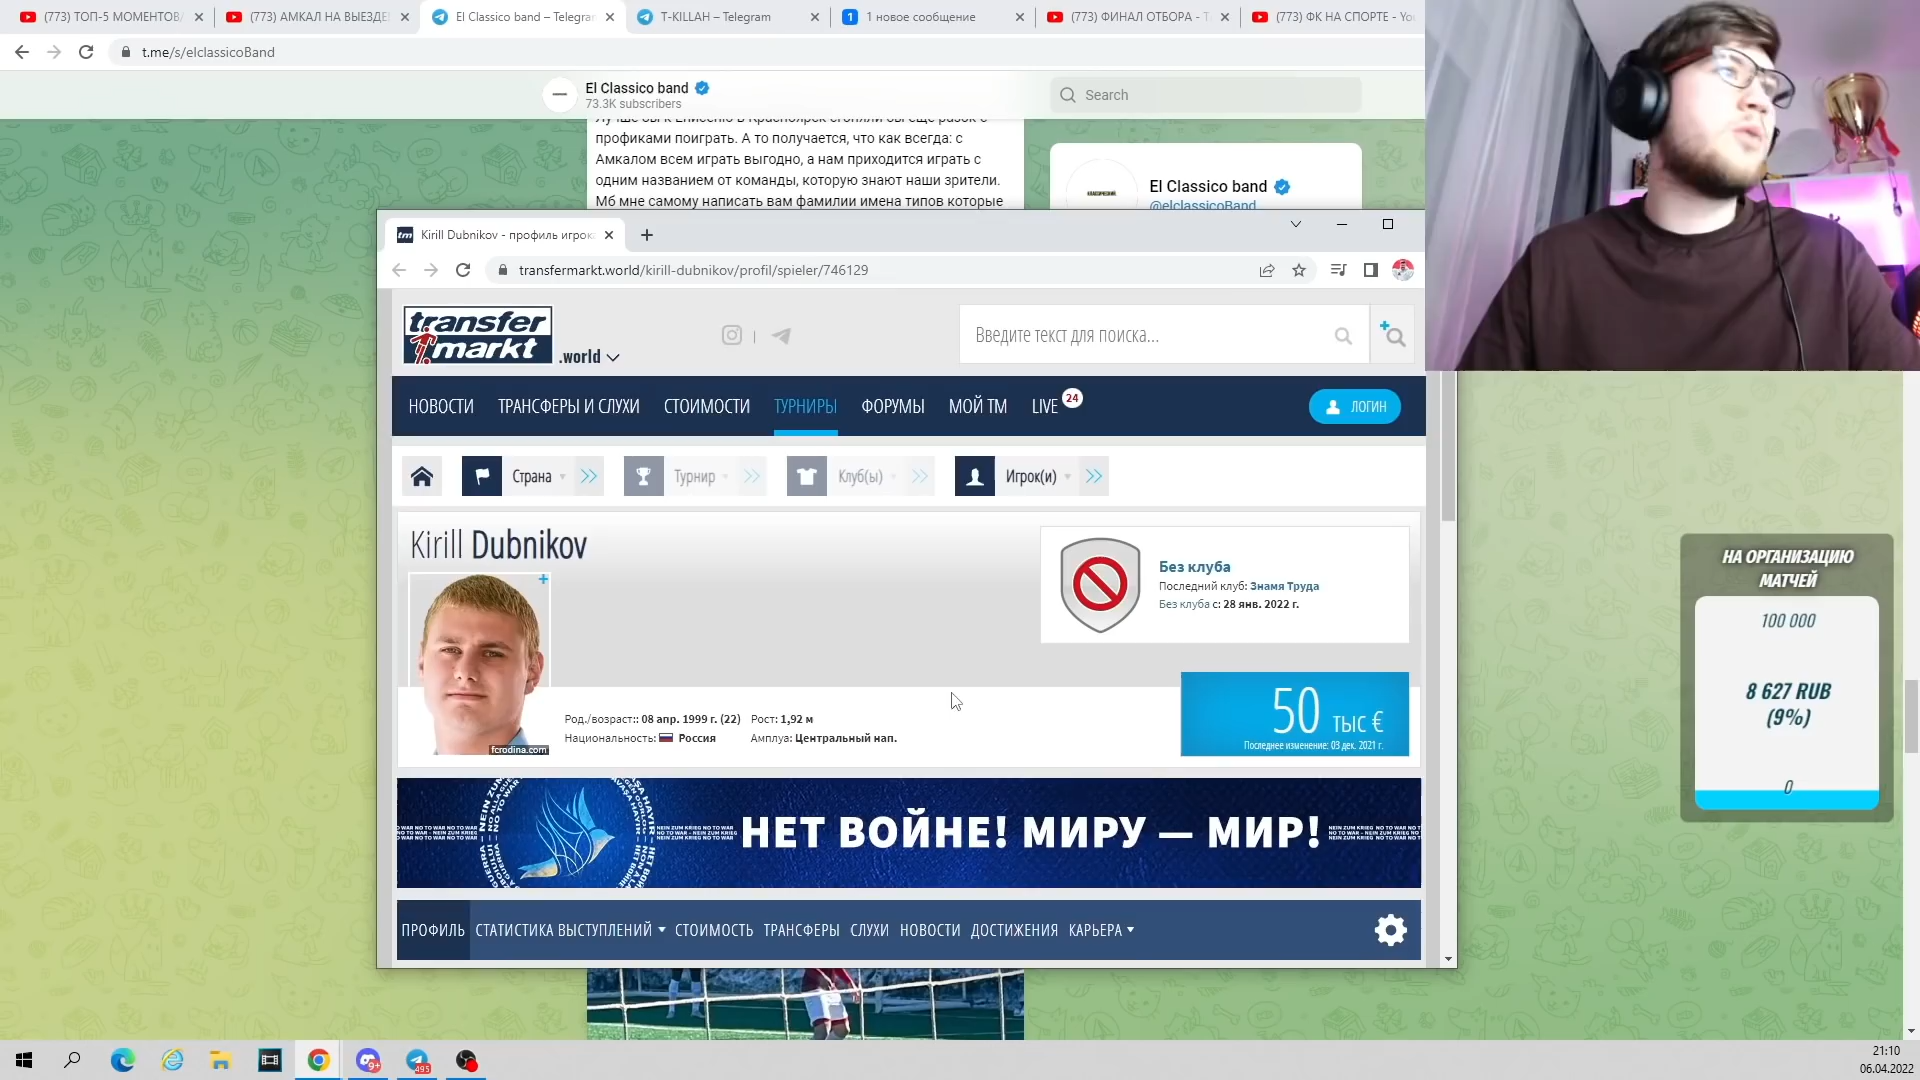 (773) ТОП-5 МОМЕНТОВ
(773) АМКАЛ НА ВЫЕЗДЕ
El Classico band – Telegram
T-KILLAH – Telegram
1 новое сообщение
(773) ФИНАЛ ОТБОРА -
(773) ФК НА СПОРТЕ - You
t.me/s/elclassicoBand
El Classico band
73.3K subscribers
Search
профиками поиграть. А то получается, что как всегда: с
Амкалом всем играть выгодно, а нам приходится играть с
одним названием от команды, которую знают наши зрители.
Мб мне самому написать вам фамилии имена типов которые
El Classico band
@elclassicoBand
Kirill Dubnikov - профиль игрок
transfermarkt.world/kirill-dubnikov/profil/spieler/746129
transfer
markt
.world
Введите текст для поиска...
НОВОСТИ ТРАНСФЕРЫ И СЛУХИ СТОИМОСТИ ТУРНИРЫ ФОРУМЫ МОЙ ТМ LIVE 24 ЛОГИН
Страна Турнир Клуб(ы) Игрок(и)
Kirill Dubnikov
Без клуба
Последний клуб: Знамя Труда
Без клуба с: 28 янв. 2022 г.
50 ТЫС €
Последнее изменение: 03 дек. 2021 г.
Род./возраст:: 08 апр. 1999 г. (22) Рост: 1,92 м
Национальность: Россия Амплуа: Центральный нап.
fcrodina.com
НЕТ ВОЙНЕ! МИРУ — МИР!
ПРОФИЛЬ СТАТИСТИКА ВЫСТУПЛЕНИЙ СТОИМОСТЬ ТРАНСФЕРЫ СЛУХИ НОВОСТИ ДОСТИЖЕНИЯ КАРЬЕРА
НА ОРГАНИЗАЦИЮ
МАТЧЕЙ
100 000
8 627 RUB
(9%)
0
9+
495
21:10
06.04.2022